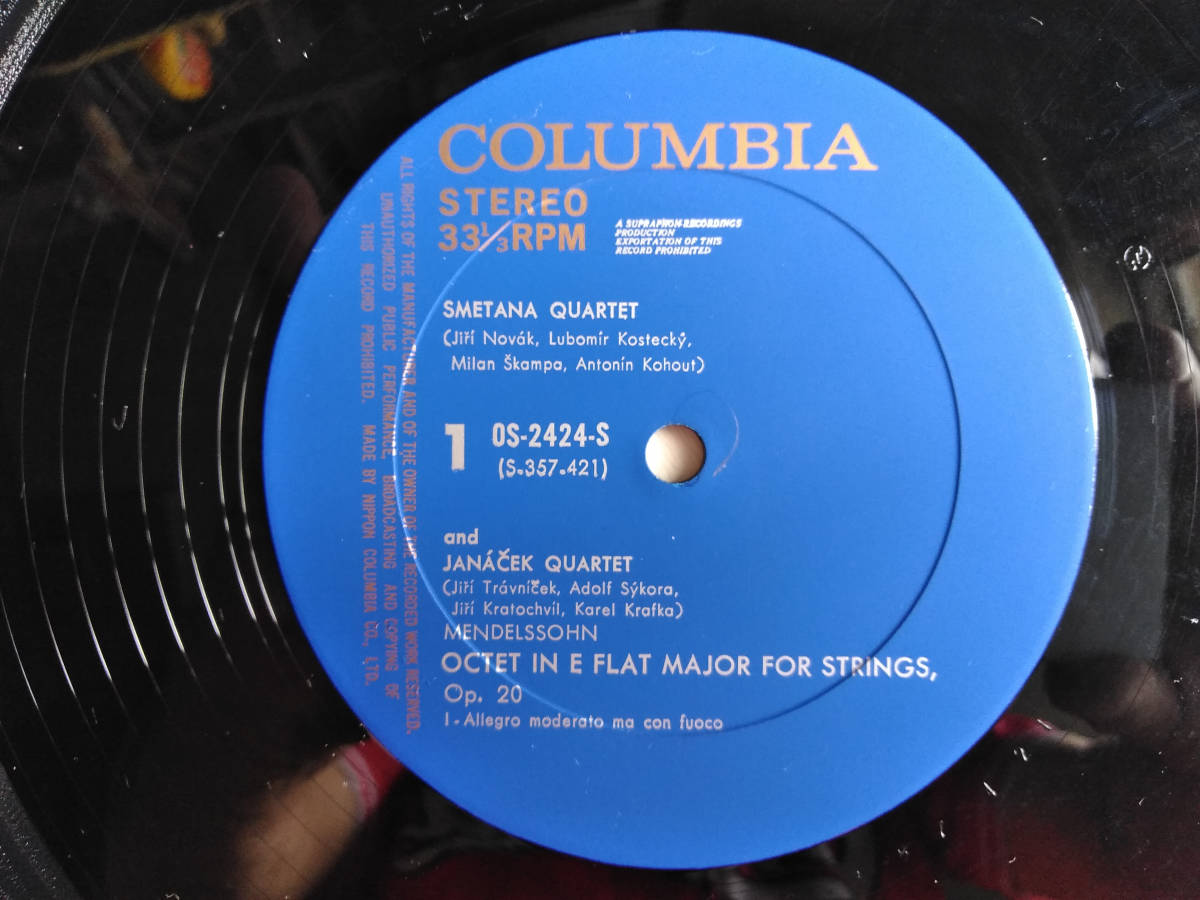 COLUMBIA
STEREO
33 1/3 RPM
A SUPRAPHON-RECORDINGS
PRODUCTION
EXPORTATION OF THIS
RECORD PROHIBITED
SMETANA QUARTET
(Jiří Novák, Lubomír Kostecký,
Milan Škampa, Antonín Kohout)
1
OS-2424-S
(S.357.421)
and
JANÁČEK QUARTET
(Jiří Trávníček, Adolf Sýkora,
Jiří Kratochvíl, Karel Krafka)
MENDELSSOHN
OCTET IN E FLAT MAJOR FOR STRINGS,
Op. 20
I-Allegro moderato ma con fuoco
ALL RIGHTS OF THE MANUFACTURER AND OF THE OWNER OF THE RECORDED WORK RESERVED.
UNAUTHORIZED PUBLIC PERFORMANCE, BROADCASTING AND COPYING OF
THIS RECORD PROHIBITED. MADE BY NIPPON COLUMBIA CO., LTD.